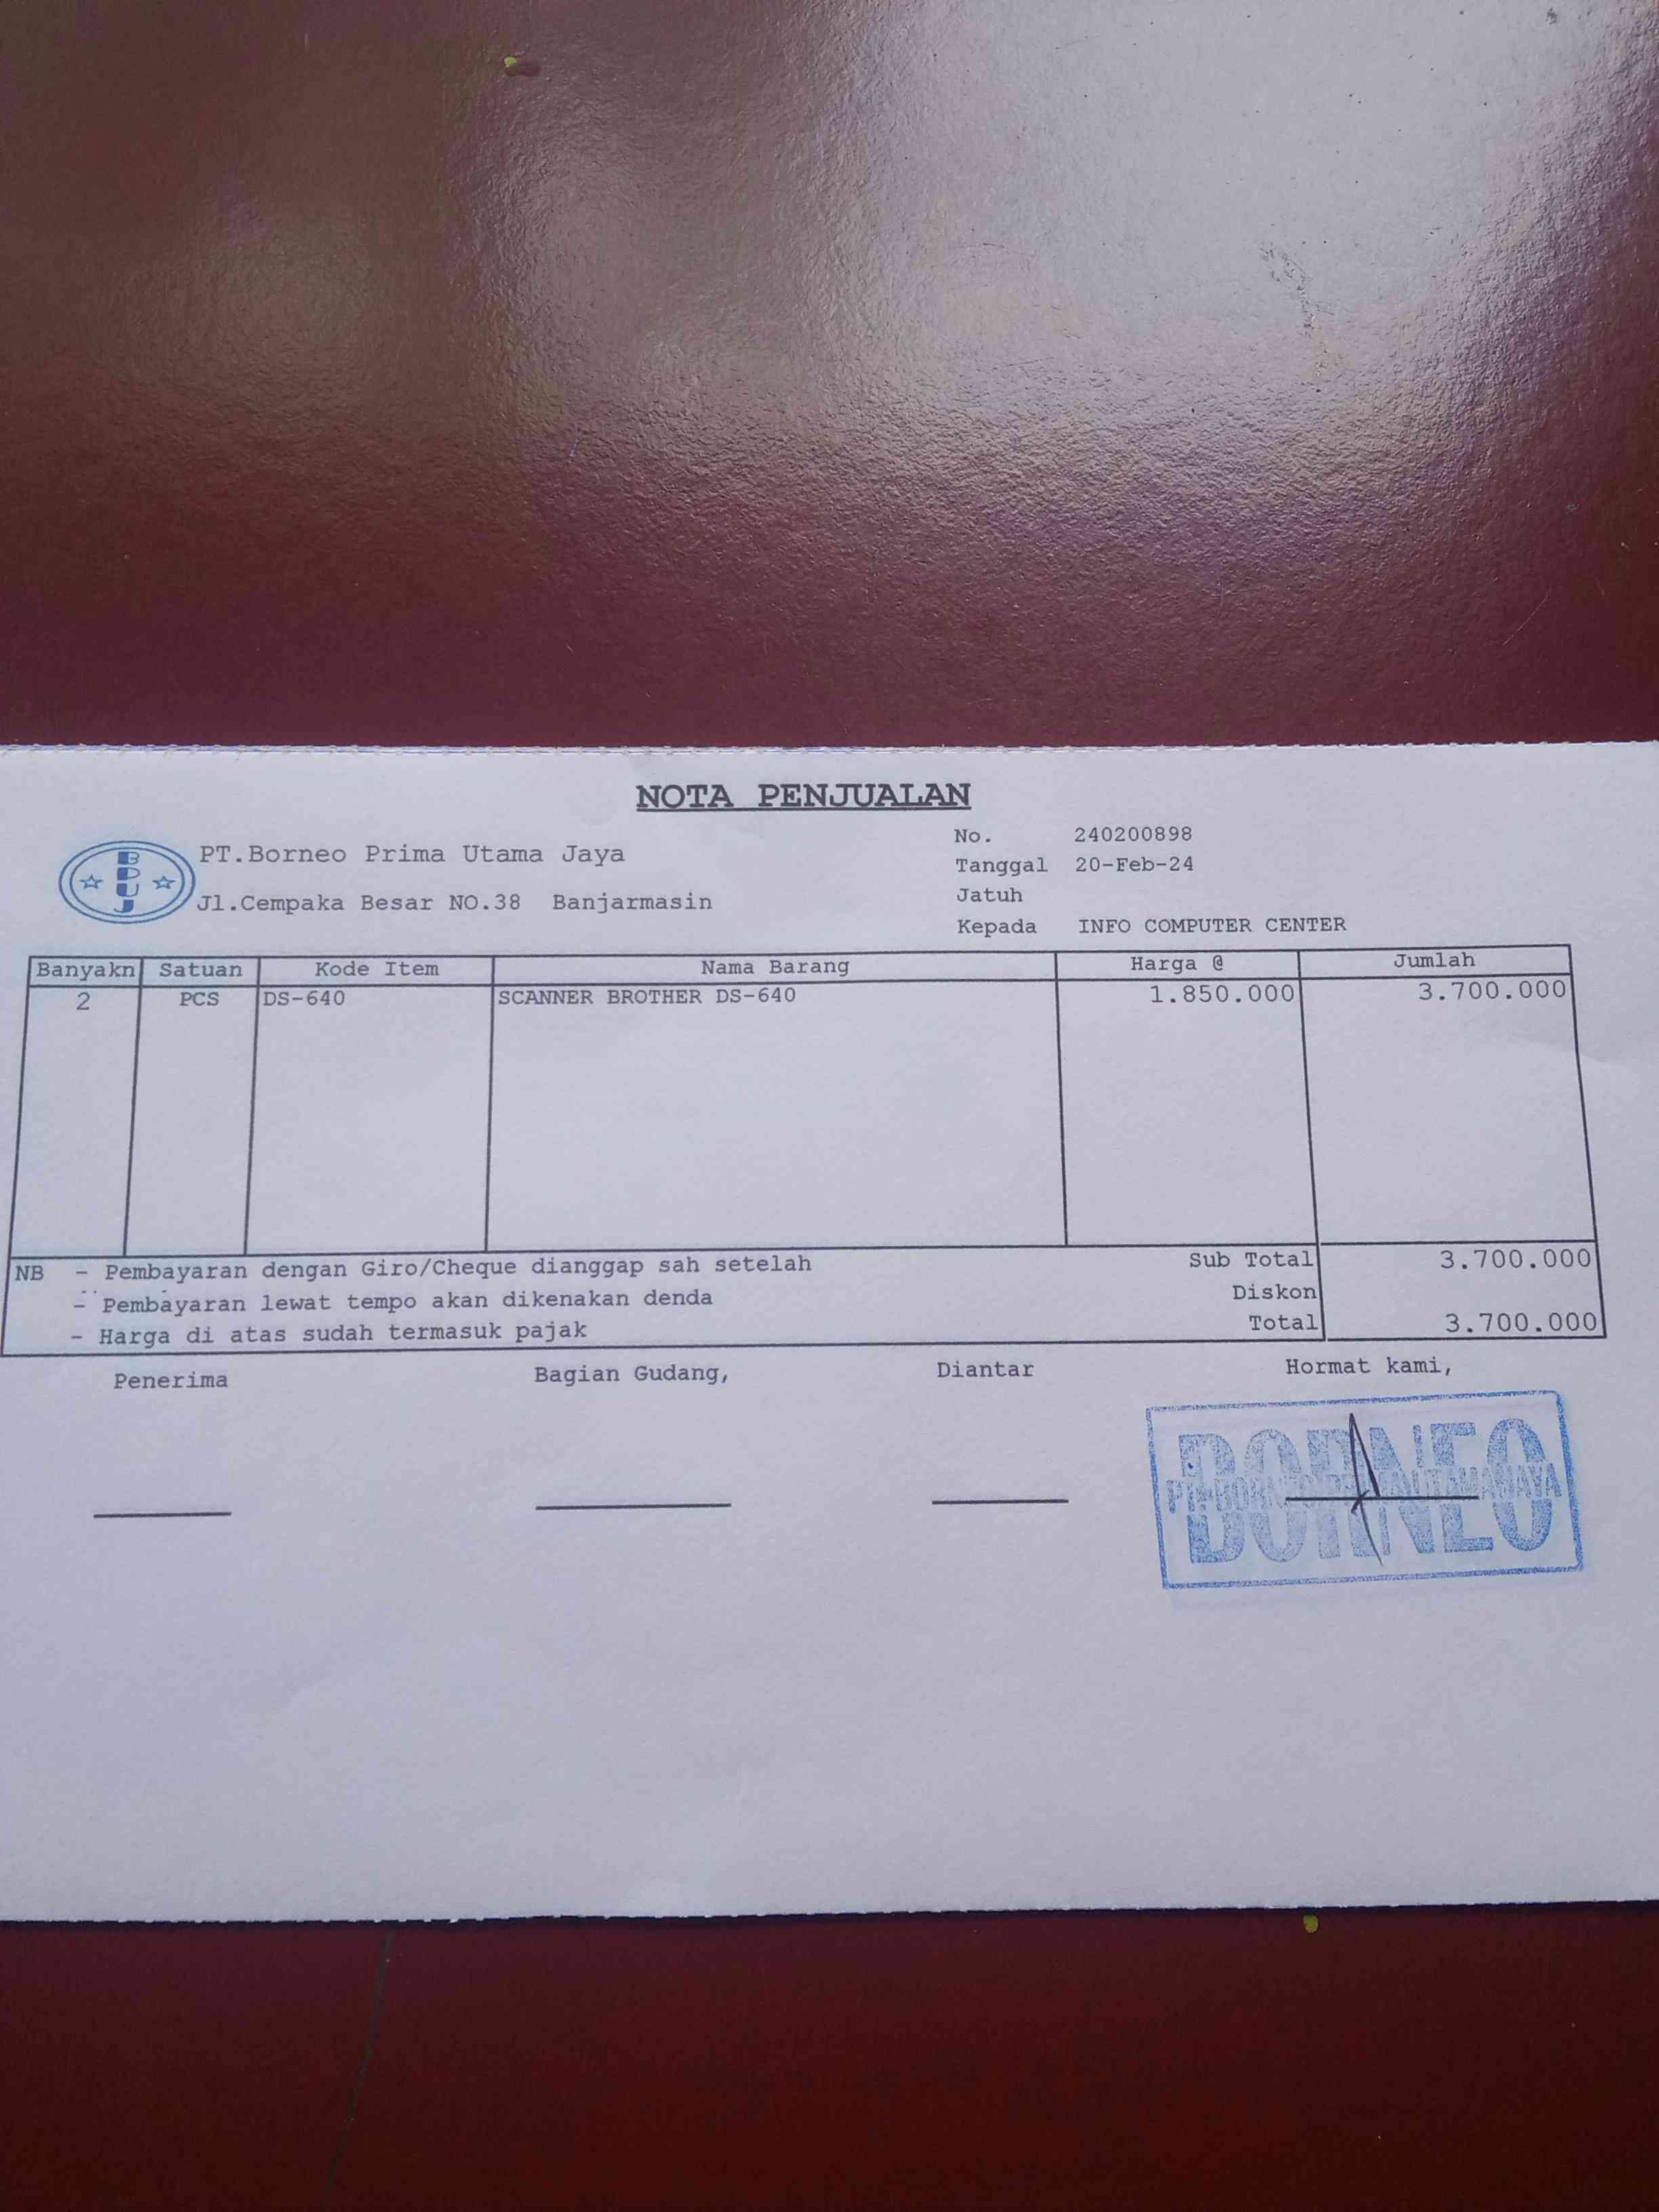 NOTA PENJUALAN
BPUJ
PT.Borneo Prima Utama Jaya
Jl.Cempaka Besar NO.38 Banjarmasin
No. 240200898
Tanggal 20-Feb-24
Jatuh
Kepada INFO COMPUTER CENTER
Banyakn Satuan Kode Item Nama Barang Harga @ Jumlah
2 PCS DS-640 SCANNER BROTHER DS-640 1.850.000 3.700.000
NB - Pembayaran dengan Giro/Cheque dianggap sah setelah Sub Total 3.700.000
- Pembayaran lewat tempo akan dikenakan denda Diskon
- Harga di atas sudah termasuk pajak Total 3.700.000
Penerima Bagian Gudang, Diantar Hormat kami,
BORNEO